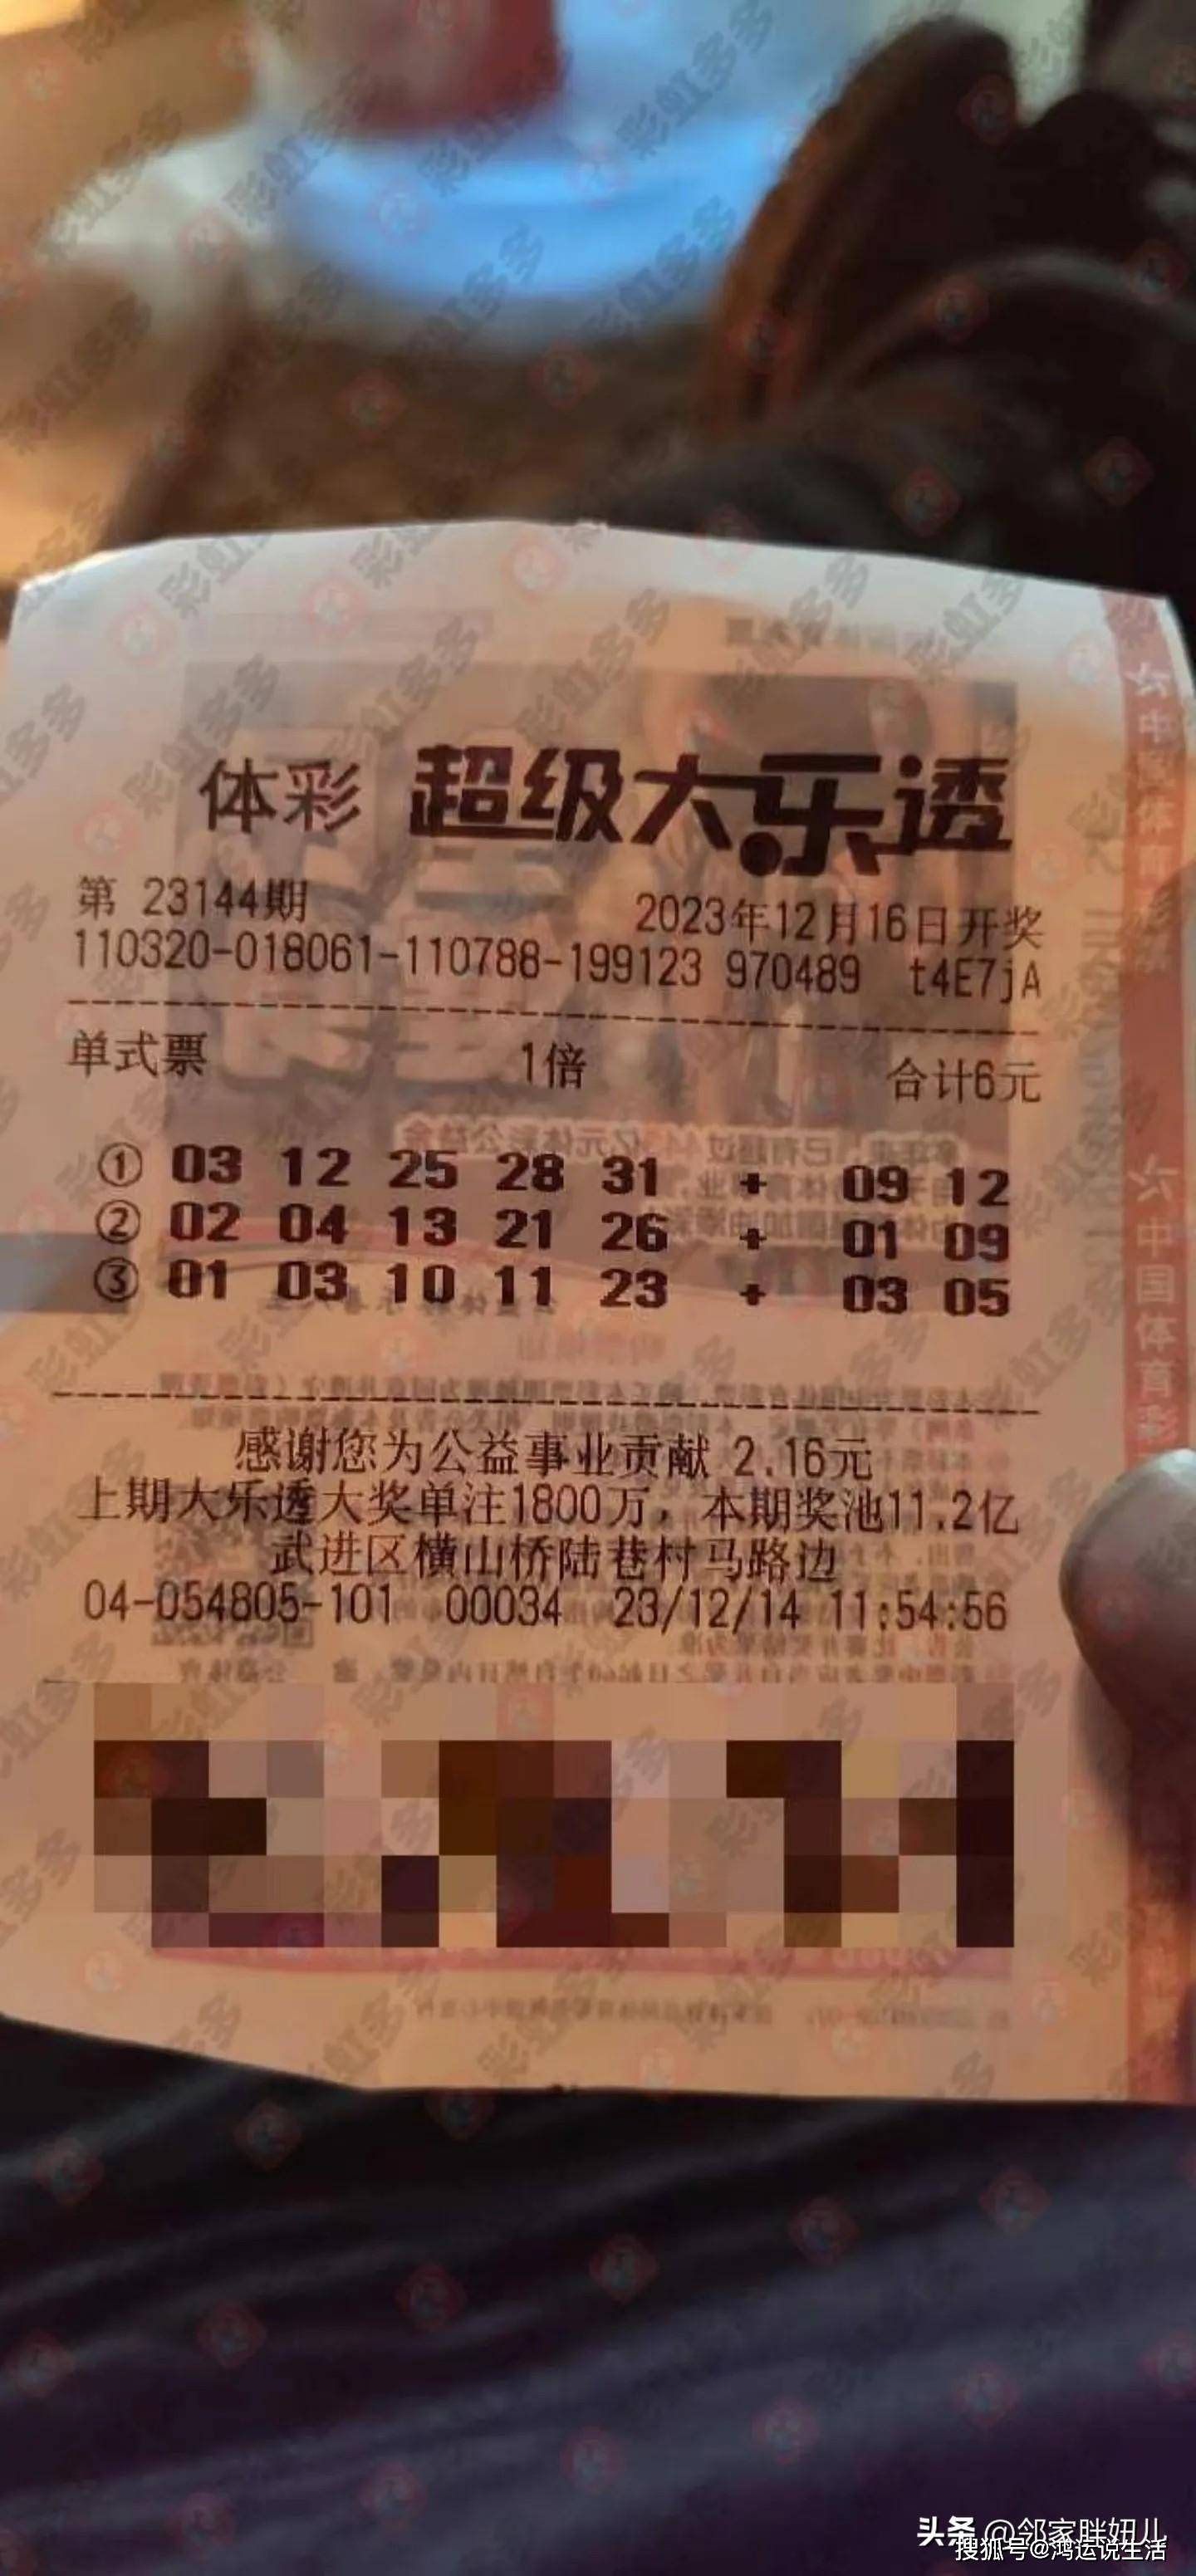 体彩 超级大乐透
第 23144期 2023年12月16日开奖
110320-018061-110788-199123 970489 t4E7jA
单式票 1倍 合计6元
① 03 12 25 28 31 + 09 12
② 02 04 13 21 26 + 01 09
③ 01 03 10 11 23 + 03 05
感谢您为公益事业贡献 2.16元
上期大乐透大奖单注1800万，本期奖池11.2亿
武进区横山桥陆巷村马路边
04-054805-101 00034 23/12/14 11:54:56
六中国体育彩
彩虹多多
头条 @邻家胖妞儿
搜狐号@鸿运说生活